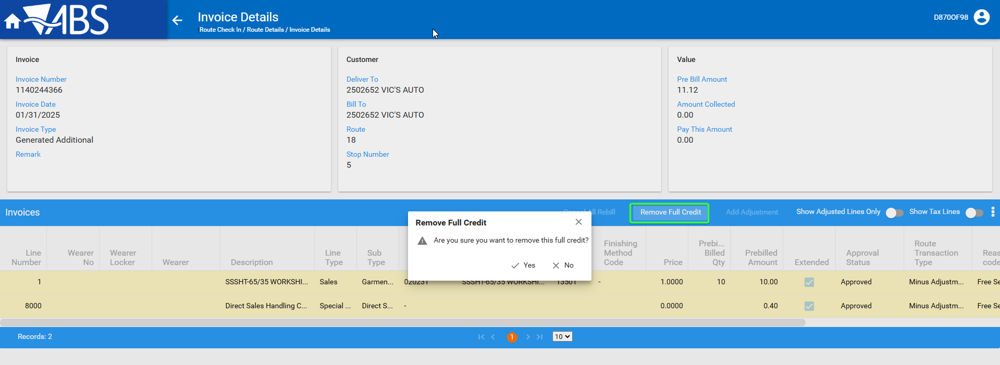 ABS
Invoice Details
Route Check In / Route Details / Invoice Details
D870OF98
Invoice
Invoice Number
1140244366
Invoice Date
01/31/2025
Invoice Type
Generated Additional
Remark
Customer
Deliver To
2502652 VIC'S AUTO
Bill To
2502652 VIC'S AUTO
Route
18
Stop Number
5
Value
Pre Bill Amount
11.12
Amount Collected
0.00
Pay This Amount
0.00
Invoices
Cancel All Rebill
Remove Full Credit
Add Adjustment
Show Adjusted Lines Only
Show Tax Lines
Remove Full Credit
Are you sure you want to remove this full credit?
Yes
No
Line Number
Wearer No
Wearer Locker
Wearer
Description
Line Type
Sub Type
Finishing Method Code
Price
Prebi... Billed Qty
Prebilled Amount
Extended
Approval Status
Route Transaction Type
Reas code
1 SSSHT-65/35 WORKSHI... Sales Garmen... 020231 SSSHT-65/35 WORKSHI... 13501 - 1.0000 10 10.00 Approved Minus Adjustm... Free Se
8000 Direct Sales Handling C... Special ... Direct S... - 0.0000 0.40 Approved Minus Adjustm... Free Se
Records: 2
1
10